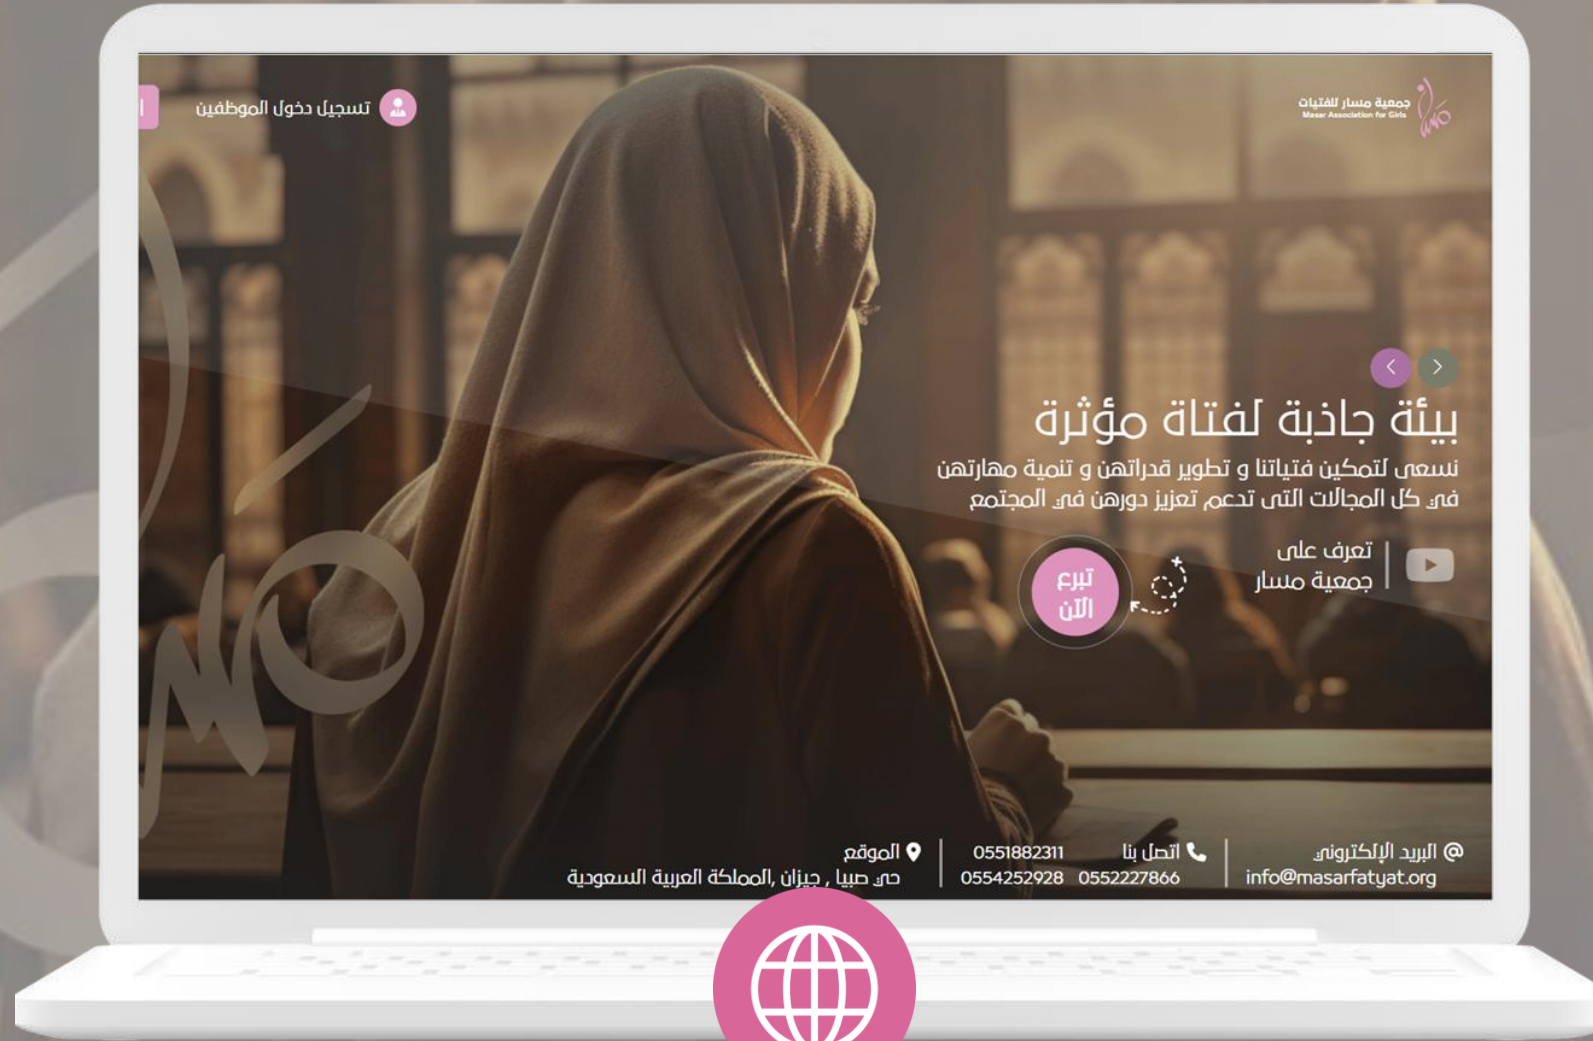 جمعية مسار للفتيات
Masar Association for Girls
مسار
تسجيل دخول الموظفين
بيئة جاذبة لفتاة مؤثرة
نسعى لتمكين فتياتنا و تطوير قدراتهن و تنمية مهارتهن
في كل المجالات التى تدعم تعزيز دورهن في المجتمع
تعرف على
جمعية مسار
تبرع
الآن
@ البريد الإلكتروني
info@masarfatyat.org
اتصل بنا 0551882311
0552227866 0554252928
الموقع
حي صبيا , جيزان ,المملكة العربية السعودية